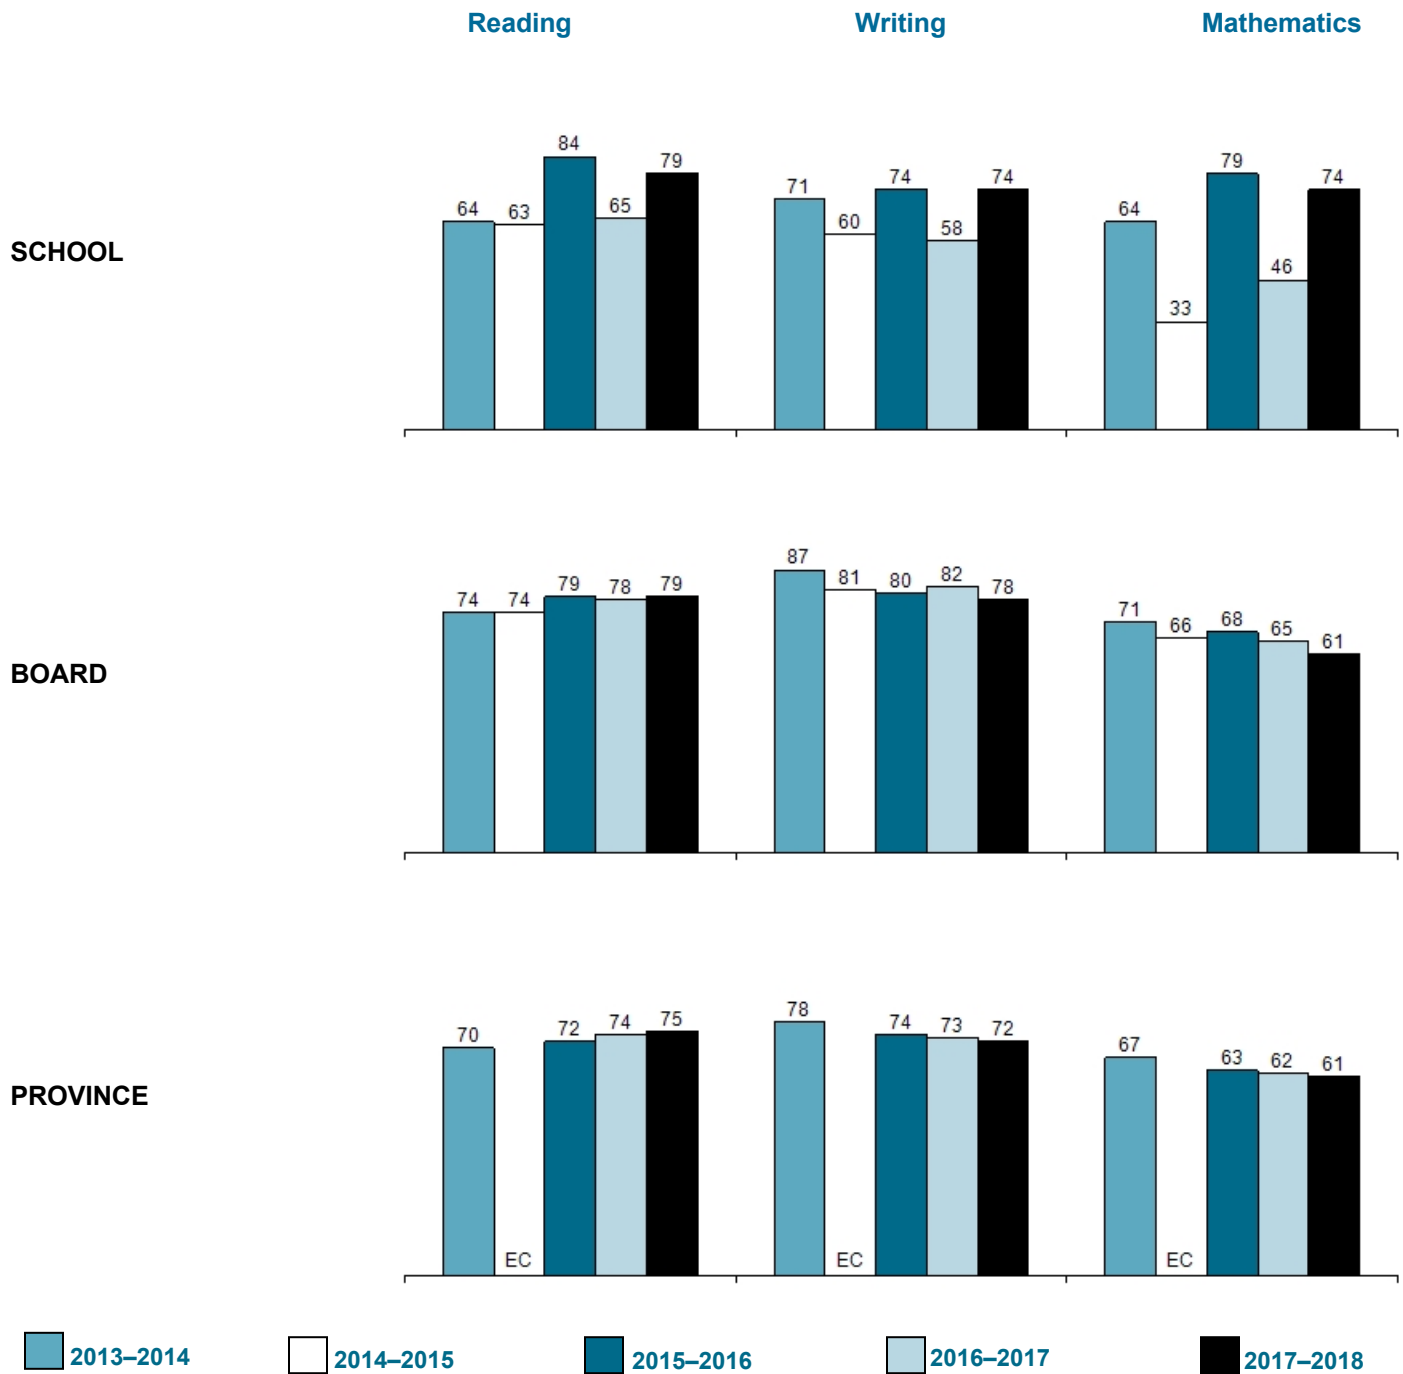 Reading Writing Mathematics
84
79
64 63 65
71
60
74
58
74
64
33
79
46
74
SCHOOL
74 74 79 78 79
87 81 80 82 78
71 66 68 65 61
BOARD
70 EC 72 74 75
78 EC 74 73 72
67 EC 63 62 61
PROVINCE
2013–2014 2014–2015 2015–2016 2016–2017 2017–2018